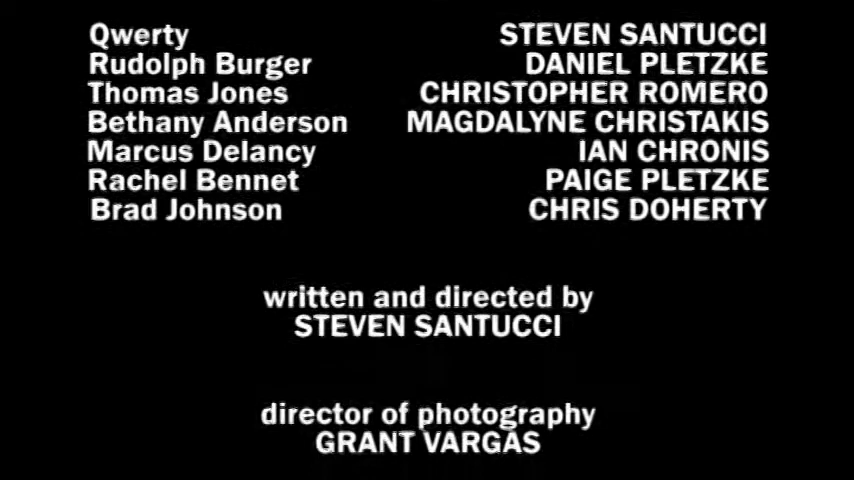 Qwerty STEVEN SANTUCCI
Rudolph Burger DANIEL PLETZKE
Thomas Jones CHRISTOPHER ROMERO
Bethany Anderson MAGDALYNE CHRISTAKIS
Marcus Delancy IAN CHRONIS
Rachel Bennet PAIGE PLETZKE
Brad Johnson CHRIS DOHERTY
written and directed by
STEVEN SANTUCCI
director of photography
GRANT VARGAS